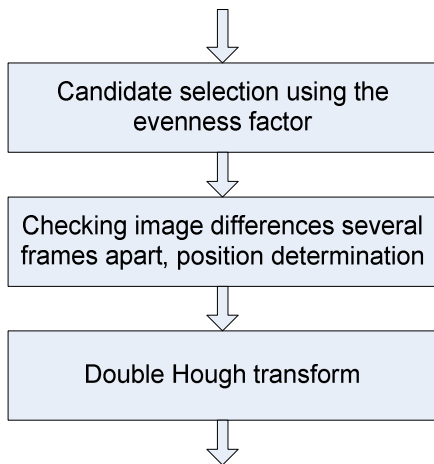 Candidate selection using the
evenness factor
Checking image differences several
frames apart, position determination
Double Hough transform